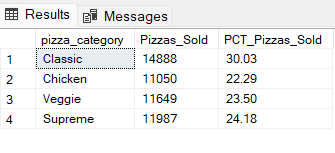 Results Messages
pizza_category Pizzas_Sold PCT_Pizzas_Sold
1 Classic 14888 30.03
2 Chicken 11050 22.29
3 Veggie 11649 23.50
4 Supreme 11987 24.18